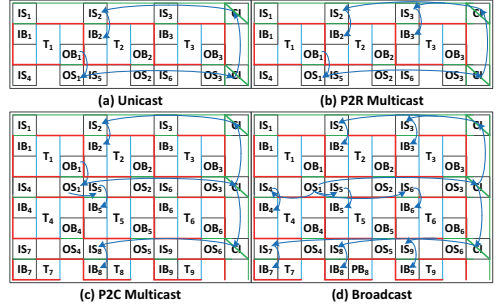 IS1 IS2 IS3 CI IS1 IS2 IS3 CI
IB1 T1 IB2 T2 IB3 T3 IB1 T1 IB2 T2 IB3 T3
OB1 OB2 OB3 OB1 OB2 OB3
IS4 OS1 IS5 OS2 IS6 OS3 CI IS4 OS1 IS5 OS2 IS6 OS3 CI
(a) Unicast (b) P2R Multicast
IS1 IS2 IS3 CI IS1 IS2 IS3 CI
IB1 T1 IB2 T2 IB3 T3 IB1 T1 IB2 T2 IB3 T3
OB1 OB2 OB3 OB1 OB2 OB3
IS4 OS1 IS5 OS2 IS6 OS3 CI IS4 OS1 IS5 OS2 IS6 OS3 CI
IB4 T4 IB5 T5 IB6 T6 IB4 T4 IB5 T5 IB6 T6
OB4 OB5 OB6 OB4 OB5 OB6
IS7 OS4 IS8 OS5 IS9 OS6 CI IS7 OS4 IS8 OS5 IS9 OS6 CI
IB7 T7 IB8 T8 IB9 T9 IB7 T7 IB8 PB8 IB9 T9
(c) P2C Multicast (d) Broadcast